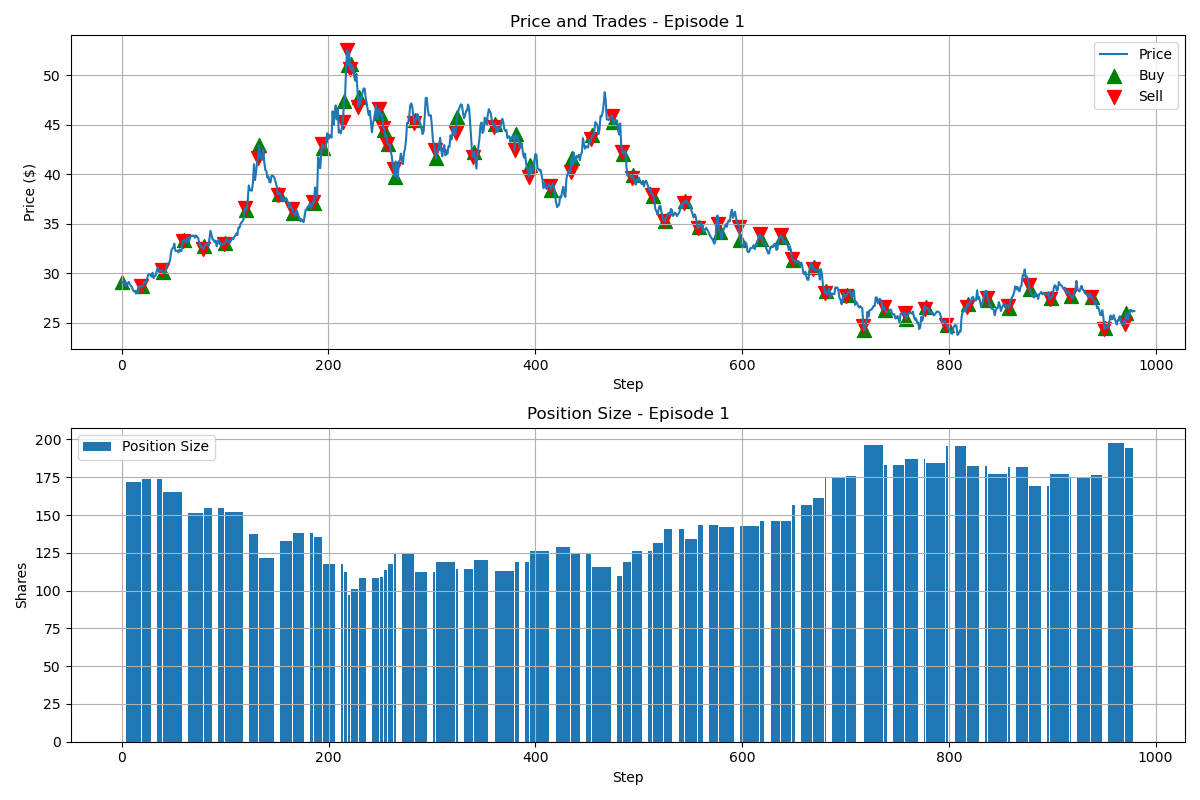 Price and Trades - Episode 1
Price ($)
50
45
40
35
30
25
Price
Buy
Sell
0
200
400
600
800
1000
Step
Position Size - Episode 1
Shares
200
175
150
125
100
75
50
25
0
Position Size
0
200
400
600
800
1000
Step